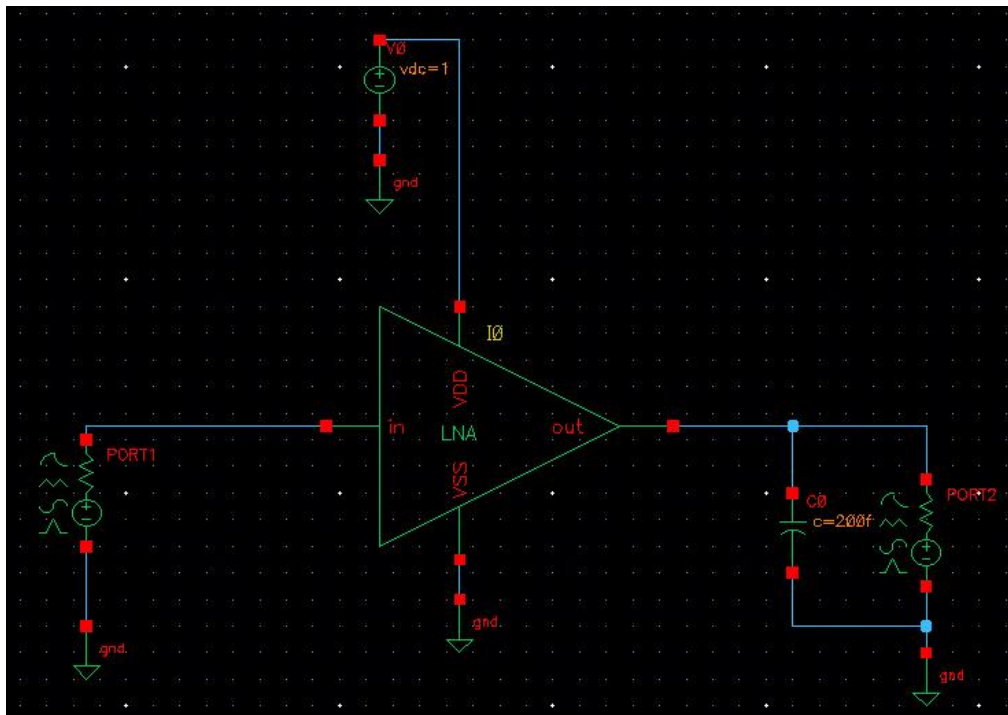 V0
vdc=1
gnd
I0
VDD
in
LNA
out
VSS
PORT1
PORT2
C0
c=200f
gnd
gnd
gnd